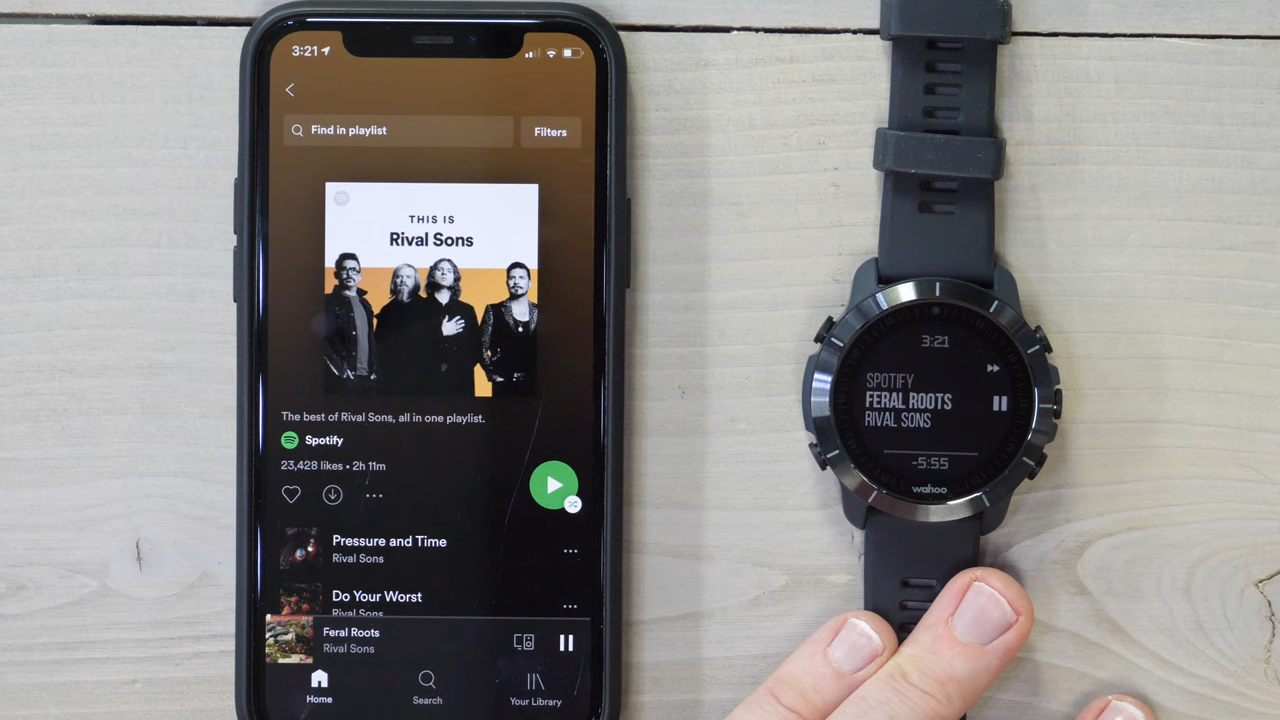 3:21
Find in playlist
Filters
THIS IS
Rival Sons
The best of Rival Sons, all in one playlist.
Spotify
23,428 likes • 2h 11m
Pressure and Time
Rival Sons
Do Your Worst
Rival Sons
Feral Roots
Rival Sons
Home
Search
Your Library
3:21
SPOTIFY
FERAL ROOTS
RIVAL SONS
-5:55
wahoo